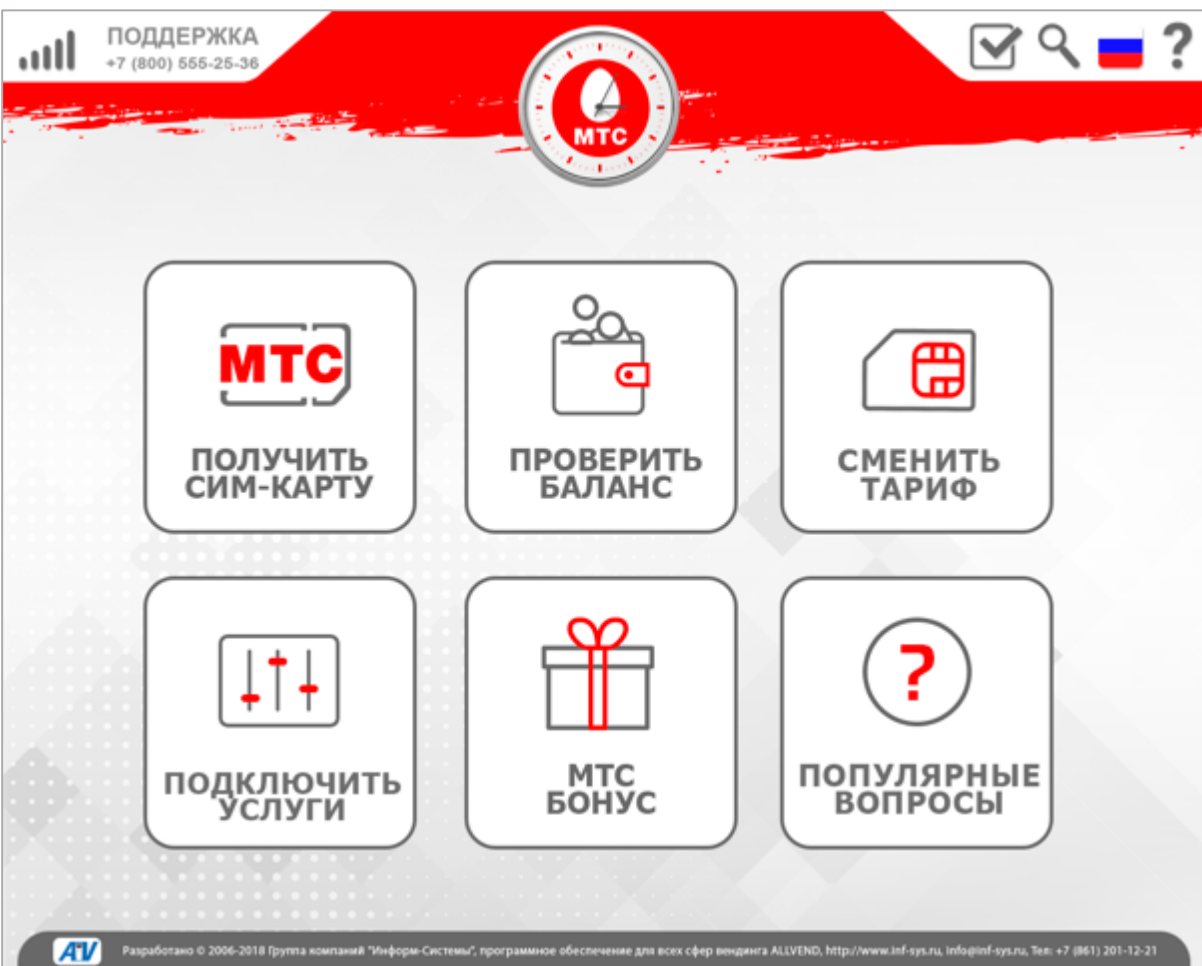 ПОДДЕРЖКА
+7 (800) 555-25-36
МТС
МТС
ПОЛУЧИТЬ
СИМ-КАРТУ
ПРОВЕРИТЬ
БАЛАНС
СМЕНИТЬ
ТАРИФ
ПОДКЛЮЧИТЬ
УСЛУГИ
МТС
БОНУС
?
ПОПУЛЯРНЫЕ
ВОПРОСЫ
Разработано © 2006-2018 Группа компаний "Информ-Системы", программное обеспечение для всех сфер вендинга ALLVEND, http://www.inf-sys.ru, info@inf-sys.ru, Тел: +7 (861) 201-12-21